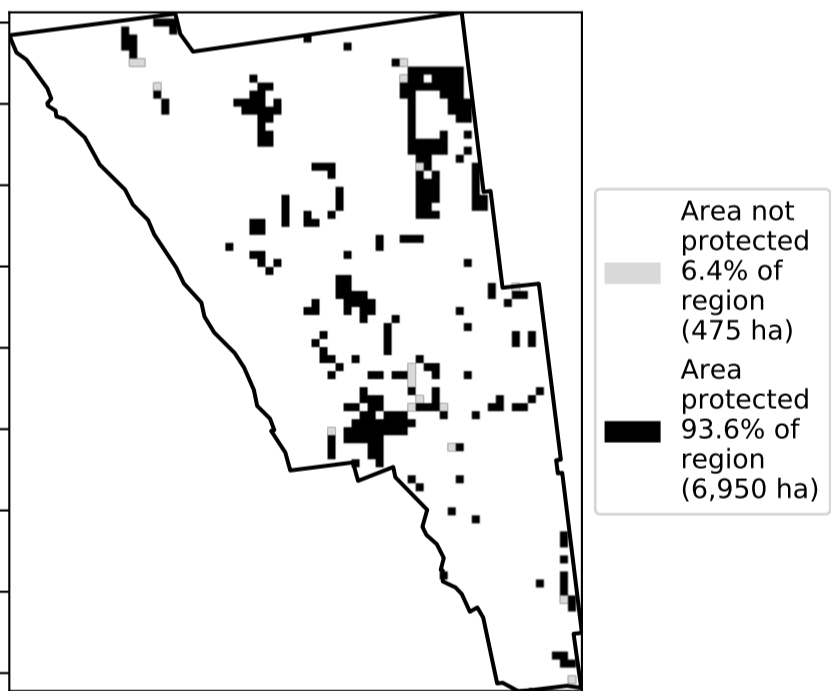 Area not
protected
6.4% of
region
(475 ha)
Area
protected
93.6% of
region
(6,950 ha)